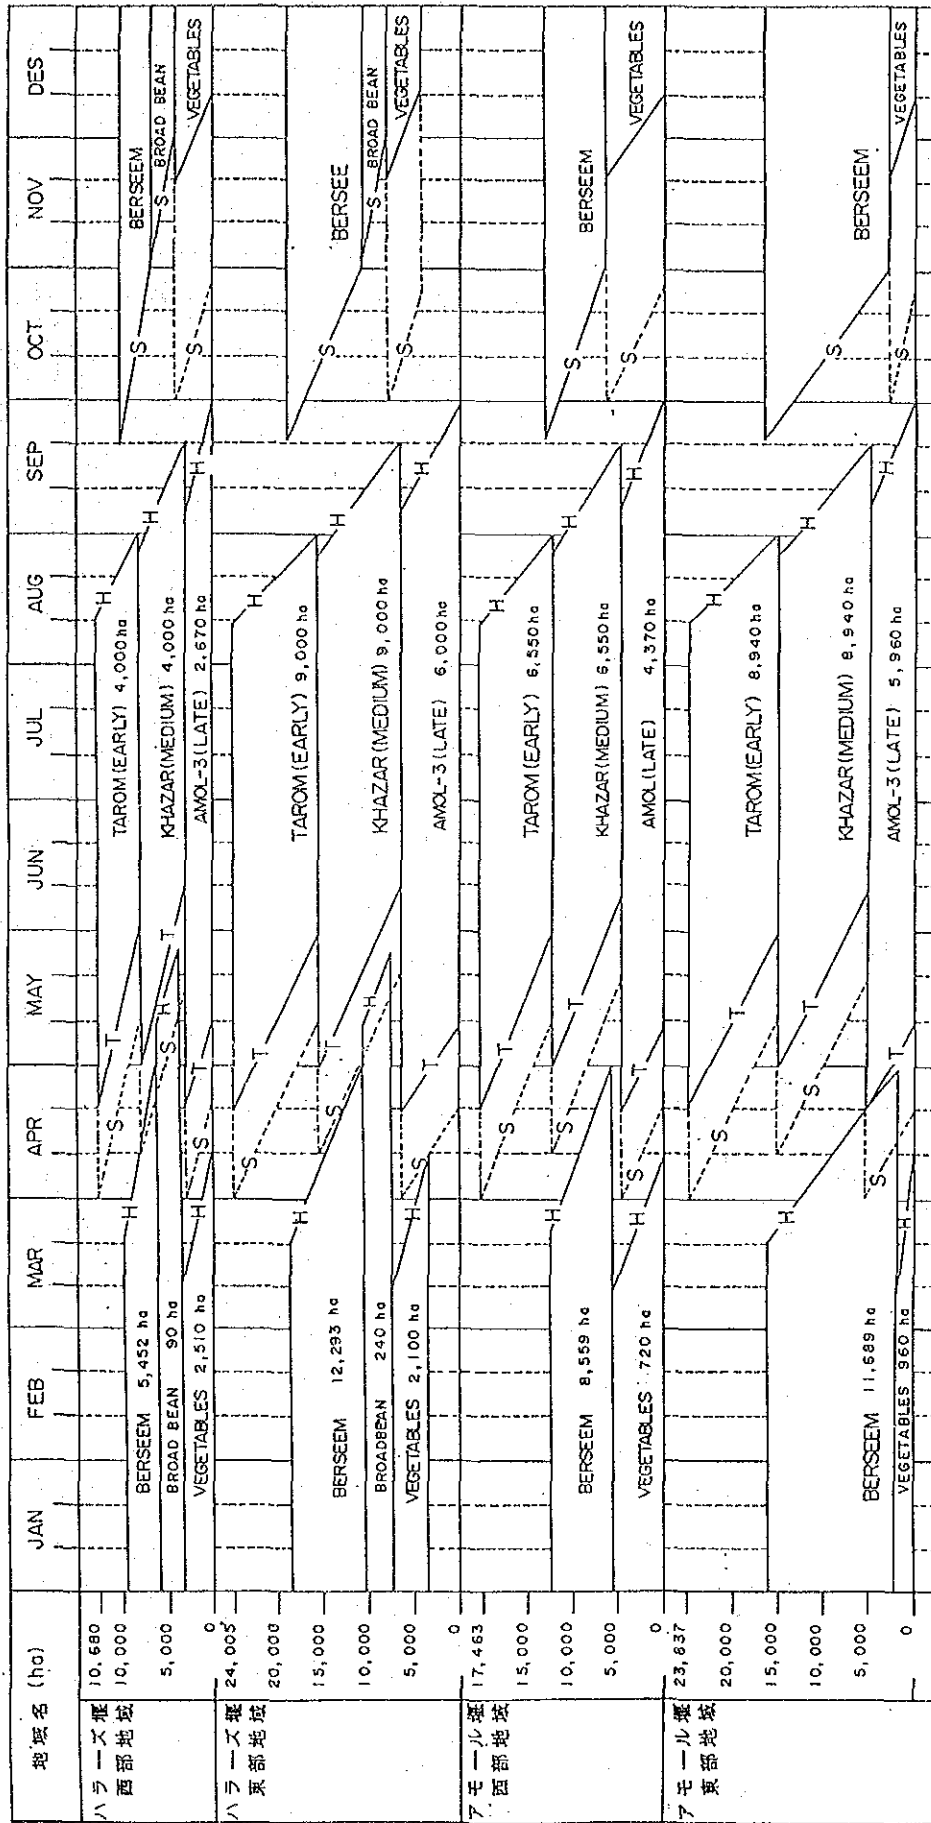 地域名 (ha) JAN FEB MAR APR MAY JUN JUL AUG SEP OCT NOV DES
ハラーズ堰
西部地域
10,680
10,000
5,000
0
BERSEEM 5,452 ha
BROAD BEAN 90 ha
VEGETABLES 2,510 ha
H
H
S
T
S
H
T
S
T
TAROM(EARLY) 4,000 ha
KHAZAR(MEDIUM) 4,000 ha
AMOL-3(LATE) 2,670 ha
H
H
H
S
S
S
BERSEEM
BROAD BEAN
VEGETABLES
ハラーズ堰
東部地域
24,005
15,000
10,000
5,000
0
BERSEEM 12,293 ha
BROADBEAN 240 ha
VEGETABLES 2,100 ha
H
H
S
T
S
T
H
S
T
TAROM(EARLY) 9,000 ha
KHAZAR(MEDIUM) 9,000 ha
AMOL-3(LATE) 6,000 ha
H
H
H
S
S
S
BERSEE
BROAD BEAN
VEGETABLES
アモール堰
西部地域
17,463
15,000
10,000
5,000
0
BERSEEM 8,559 ha
VEGETABLES 720 ha
H
H
S
T
S
T
S
T
TAROM(EARLY) 6,550 ha
KHAZAR(MEDIUM) 6,550 ha
AMOL(LATE) 4,370 ha
H
H
H
S
S
BERSEEM
VEGETABLES
アモール堰
東部地域
23,837
20,000
15,000
10,000
5,000
0
BERSEEM 11,689 ha
VEGETABLES 960 ha
H
H
S
T
S
T
S
T
TAROM(EARLY) 8,940 ha
KHAZAR(MEDIUM) 8,940 ha
AMOL-3(LATE) 5,960 ha
H
H
H
S
S
BERSEEM
VEGETABLES